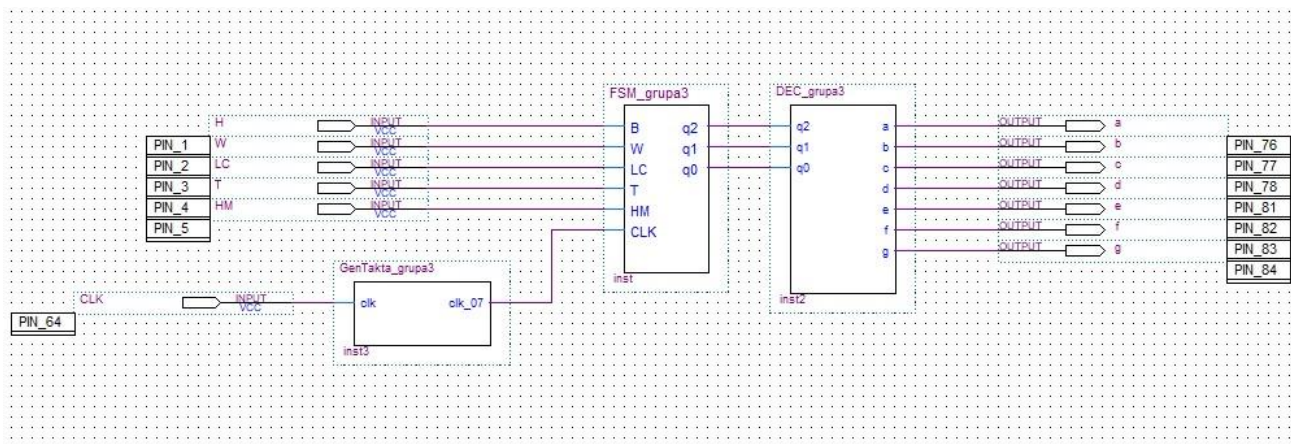 FSM_grupa3
DEC_grupa3
H
INPUT
VCC
B
q2
q2
a
OUTPUT
a
PIN_1
W
INPUT
VCC
W
q1
q1
b
OUTPUT
b
PIN_76
PIN_2
LC
INPUT
VCC
LC
q0
q0
c
OUTPUT
c
PIN_77
PIN_3
T
INPUT
VCC
T
d
OUTPUT
d
PIN_78
PIN_4
HM
INPUT
VCC
HM
e
OUTPUT
e
PIN_81
PIN_5
CLK
f
OUTPUT
f
PIN_82
g
OUTPUT
g
PIN_83
PIN_84
GenTakta_grupa3
inst
inst2
CLK
INPUT
VCC
clk
clk_07
PIN_64
inst3